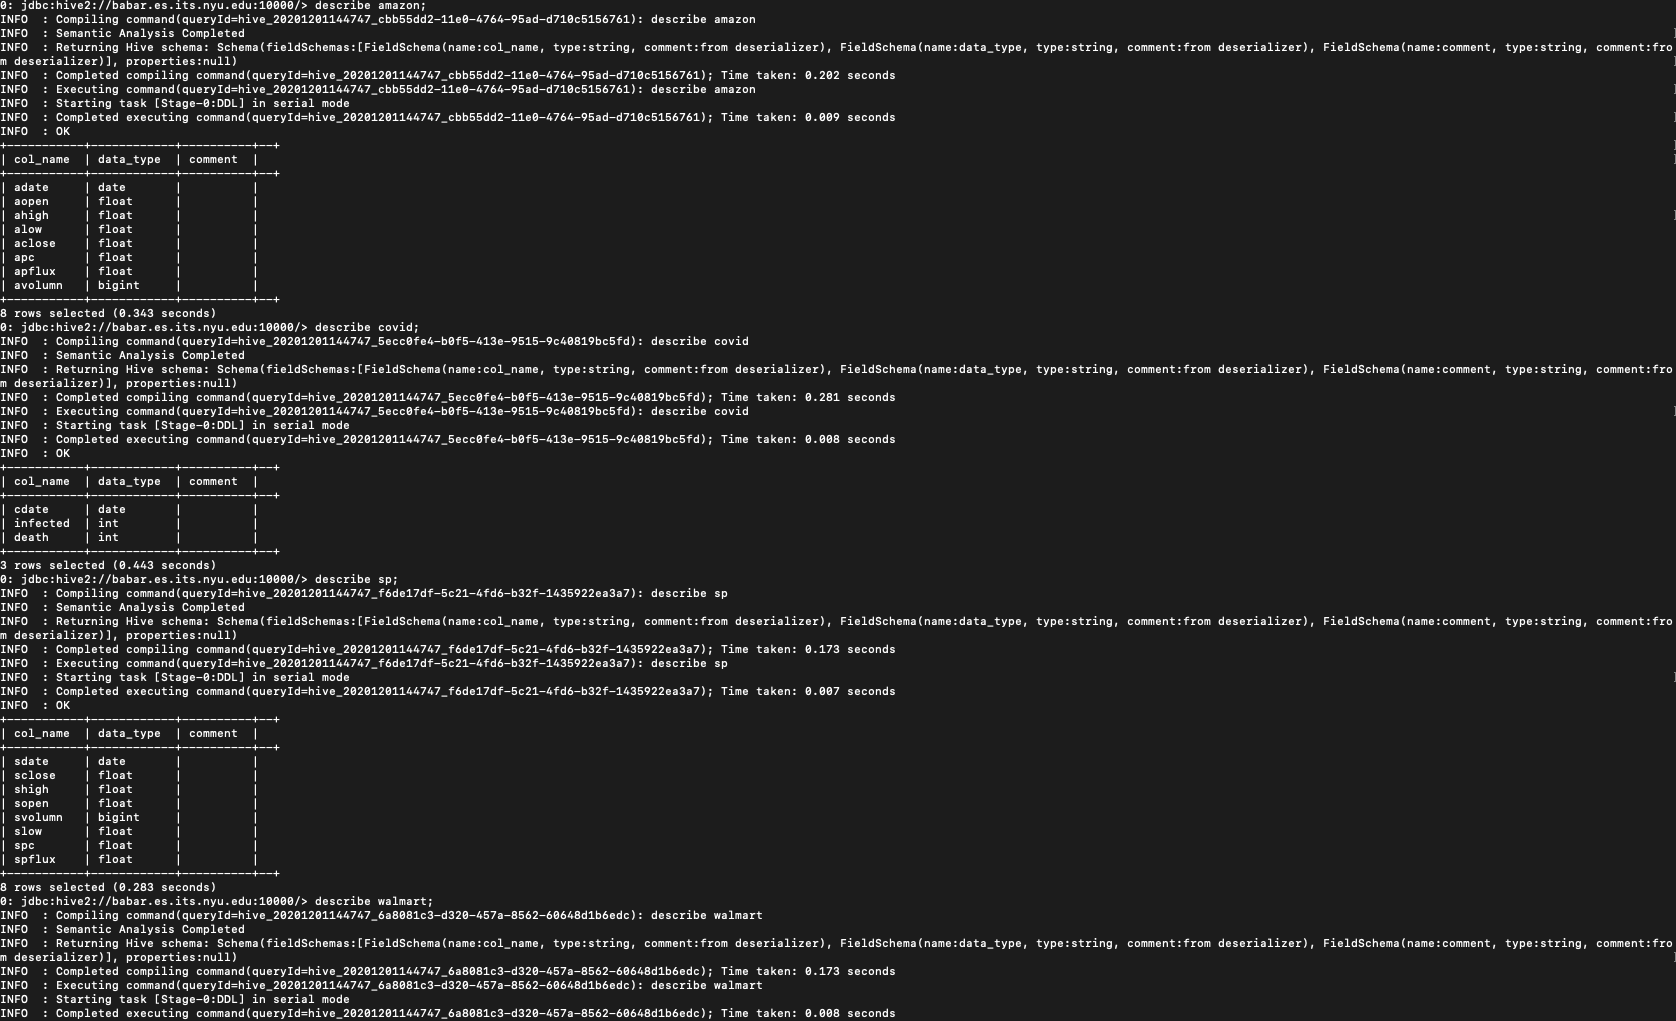 0: jdbc:hive2://babar.es.its.nyu.edu:10000/> describe amazon;
INFO  : Compiling command(queryId=hive_20201201144747_cbb55dd2-11e0-4764-95ad-d710c5156761): describe amazon
INFO  : Semantic Analysis Completed
INFO  : Returning Hive schema: Schema(fieldSchemas:[FieldSchema(name:col_name, type:string, comment:from deserializer), FieldSchema(name:data_type, type:string, comment:from deserializer), FieldSchema(name:comment, type:string, comment:fro
m deserializer)], properties:null)
INFO  : Completed compiling command(queryId=hive_20201201144747_cbb55dd2-11e0-4764-95ad-d710c5156761); Time taken: 0.202 seconds
INFO  : Executing command(queryId=hive_20201201144747_cbb55dd2-11e0-4764-95ad-d710c5156761): describe amazon
INFO  : Starting task [Stage-0:DDL] in serial mode
INFO  : Completed executing command(queryId=hive_20201201144747_cbb55dd2-11e0-4764-95ad-d710c5156761); Time taken: 0.009 seconds
INFO  : OK
+-----------+------------+----------+--+
| col_name  | data_type  | comment  |
+-----------+------------+----------+--+
| adate     | date       |          |
| aopen     | float      |          |
| ahigh     | float      |          |
| alow      | float      |          |
| aclose    | float      |          |
| apc       | float      |          |
| apflux    | float      |          |
| avolumn   | bigint     |          |
+-----------+------------+----------+--+
8 rows selected (0.343 seconds)
0: jdbc:hive2://babar.es.its.nyu.edu:10000/> describe covid;
INFO  : Compiling command(queryId=hive_20201201144747_5ecc0fe4-b0f5-413e-9515-9c40819bc5fd): describe covid
INFO  : Semantic Analysis Completed
INFO  : Returning Hive schema: Schema(fieldSchemas:[FieldSchema(name:col_name, type:string, comment:from deserializer), FieldSchema(name:data_type, type:string, comment:from deserializer), FieldSchema(name:comment, type:string, comment:fro
m deserializer)], properties:null)
INFO  : Completed compiling command(queryId=hive_20201201144747_5ecc0fe4-b0f5-413e-9515-9c40819bc5fd); Time taken: 0.281 seconds
INFO  : Executing command(queryId=hive_20201201144747_5ecc0fe4-b0f5-413e-9515-9c40819bc5fd): describe covid
INFO  : Starting task [Stage-0:DDL] in serial mode
INFO  : Completed executing command(queryId=hive_20201201144747_5ecc0fe4-b0f5-413e-9515-9c40819bc5fd); Time taken: 0.008 seconds
INFO  : OK
+-----------+------------+----------+--+
| col_name  | data_type  | comment  |
+-----------+------------+----------+--+
| cdate     | date       |          |
| infected  | int        |          |
| death     | int        |          |
+-----------+------------+----------+--+
3 rows selected (0.443 seconds)
0: jdbc:hive2://babar.es.its.nyu.edu:10000/> describe sp;
INFO  : Compiling command(queryId=hive_20201201144747_f6de17df-5c21-4fd6-b32f-1435922ea3a7): describe sp
INFO  : Semantic Analysis Completed
INFO  : Returning Hive schema: Schema(fieldSchemas:[FieldSchema(name:col_name, type:string, comment:from deserializer), FieldSchema(name:data_type, type:string, comment:from deserializer), FieldSchema(name:comment, type:string, comment:fro
m deserializer)], properties:null)
INFO  : Completed compiling command(queryId=hive_20201201144747_f6de17df-5c21-4fd6-b32f-1435922ea3a7); Time taken: 0.173 seconds
INFO  : Executing command(queryId=hive_20201201144747_f6de17df-5c21-4fd6-b32f-1435922ea3a7): describe sp
INFO  : Starting task [Stage-0:DDL] in serial mode
INFO  : Completed executing command(queryId=hive_20201201144747_f6de17df-5c21-4fd6-b32f-1435922ea3a7); Time taken: 0.007 seconds
INFO  : OK
+-----------+------------+----------+--+
| col_name  | data_type  | comment  |
+-----------+------------+----------+--+
| sdate     | date       |          |
| sclose    | float      |          |
| shigh     | float      |          |
| sopen     | float      |          |
| svolumn   | bigint     |          |
| slow      | float      |          |
| spc       | float      |          |
| spflux    | float      |          |
+-----------+------------+----------+--+
8 rows selected (0.283 seconds)
0: jdbc:hive2://babar.es.its.nyu.edu:10000/> describe walmart;
INFO  : Compiling command(queryId=hive_20201201144747_6a8081c3-d320-457a-8562-60648d1b6edc): describe walmart
INFO  : Semantic Analysis Completed
INFO  : Returning Hive schema: Schema(fieldSchemas:[FieldSchema(name:col_name, type:string, comment:from deserializer), FieldSchema(name:data_type, type:string, comment:from deserializer), FieldSchema(name:comment, type:string, comment:fro
m deserializer)], properties:null)
INFO  : Completed compiling command(queryId=hive_20201201144747_6a8081c3-d320-457a-8562-60648d1b6edc); Time taken: 0.173 seconds
INFO  : Executing command(queryId=hive_20201201144747_6a8081c3-d320-457a-8562-60648d1b6edc): describe walmart
INFO  : Starting task [Stage-0:DDL] in serial mode
INFO  : Completed executing command(queryId=hive_20201201144747_6a8081c3-d320-457a-8562-60648d1b6edc); Time taken: 0.008 seconds